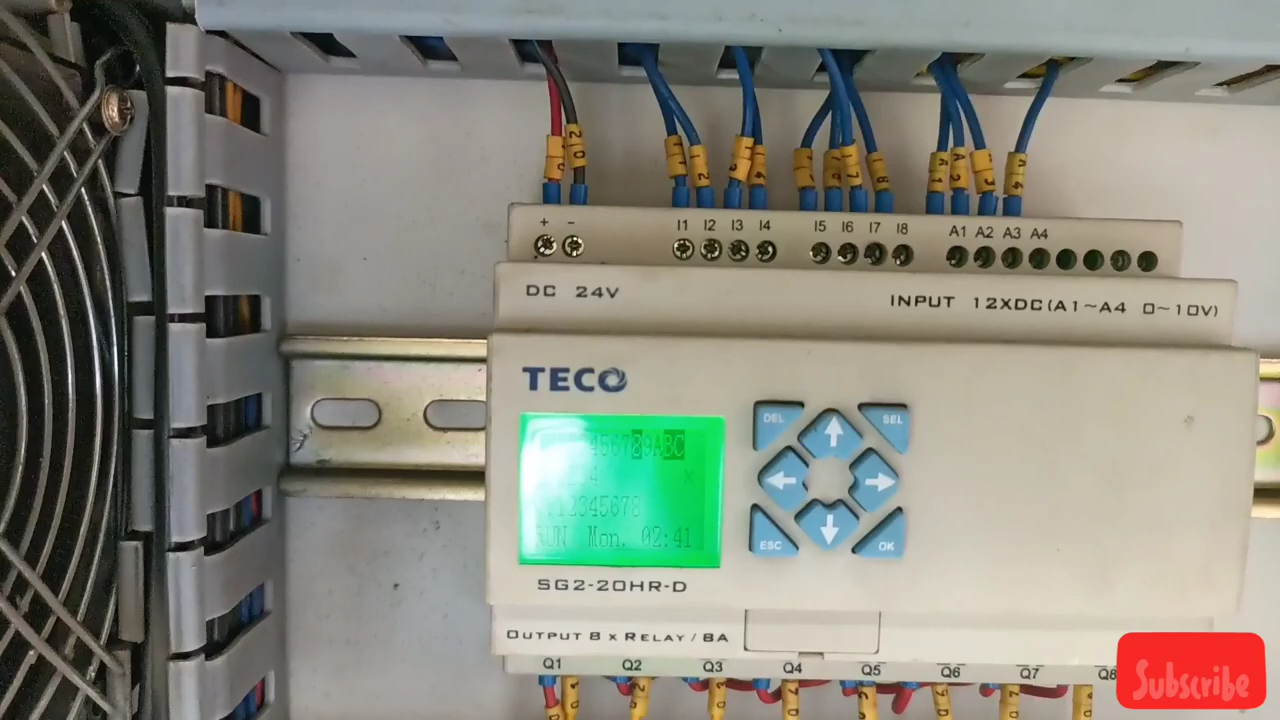 + - I1 I2 I3 I4 I5 I6 I7 I8 A1 A2 A3 A4
DC 24V
INPUT 12XDC(A1~A4 0~10V)
TECO
DEL
SEL
456789ABC
.12345678
RUN Mon. 02:41
ESC
OK
SG2-20HR-D
OUTPUT 8 x RELAY / 8A
Q1 Q2 Q3 Q4 Q5 Q6 Q7 Q8
Subscribe